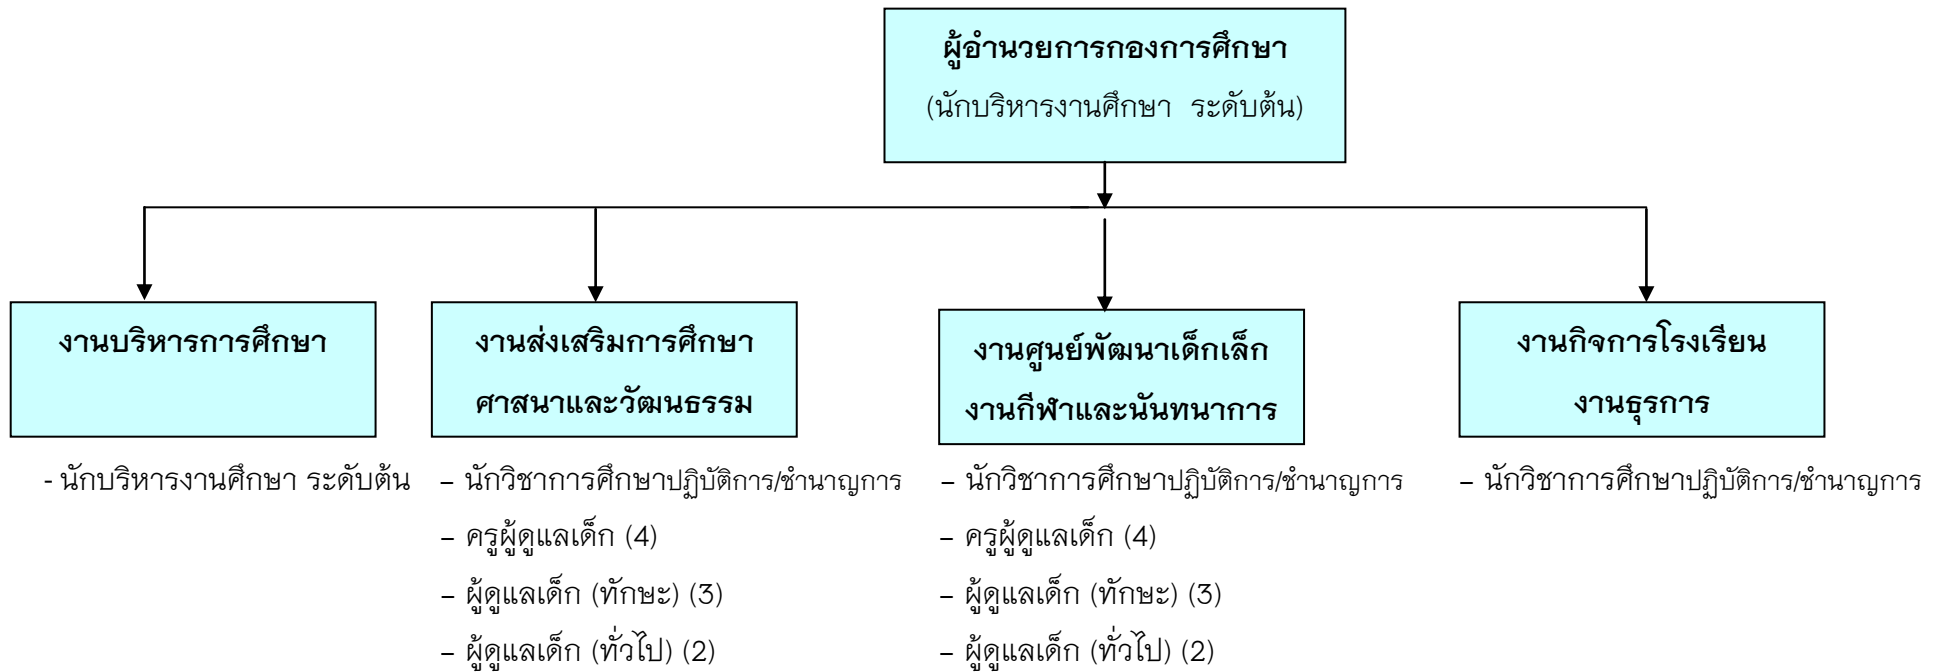 ผู้อำนวยการกองการศึกษา
(นักบริหารงานศึกษา ระดับต้น)
งานบริหารการศึกษา
- นักบริหารงานศึกษา ระดับต้น
งานส่งเสริมการศึกษา
ศาสนาและวัฒนธรรม
– นักวิชาการศึกษาปฏิบัติการ/ชำนาญการ
– ครูผู้ดูแลเด็ก (4)
– ผู้ดูแลเด็ก (ทักษะ) (3)
– ผู้ดูแลเด็ก (ทั่วไป) (2)
งานศูนย์พัฒนาเด็กเล็ก
งานกีฬาและนันทนาการ
– นักวิชาการศึกษาปฏิบัติการ/ชำนาญการ
– ครูผู้ดูแลเด็ก (4)
– ผู้ดูแลเด็ก (ทักษะ) (3)
– ผู้ดูแลเด็ก (ทั่วไป) (2)
งานกิจการโรงเรียน
งานธุรการ
– นักวิชาการศึกษาปฏิบัติการ/ชำนาญการ